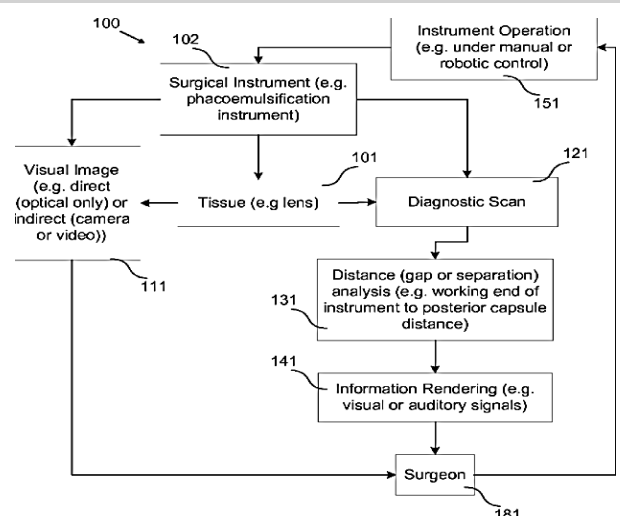 100
102
Instrument Operation
(e.g. under manual or
robotic control)
151
Surgical Instrument (e.g.
phacoemulsification
instrument)
Visual Image
(e.g. direct
(optical only) or
indirect (camera
or video))
111
101
Tissue (e.g lens)
121
Diagnostic Scan
Distance (gap or separation)
analysis (e.g. working end of
instrument to posterior capsule
distance)
131
141
Information Rendering (e.g.
visual or auditory signals)
Surgeon
181